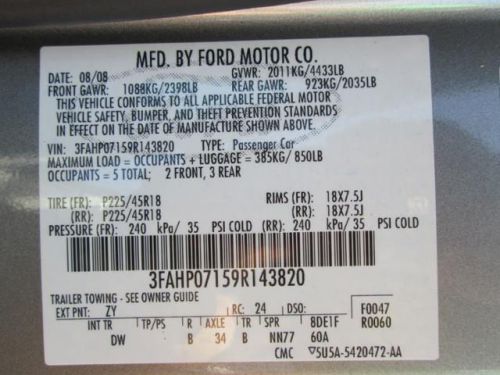 MFD. BY FORD MOTOR CO.
DATE: 08/08 GVWR: 2011KG/4433LB
FRONT GAWR: 1088KG/2398LB REAR GAWR: 923KG/2035LB
THIS VEHICLE CONFORMS TO ALL APPLICABLE FEDERAL MOTOR
VEHICLE SAFETY, BUMPER, AND THEFT PREVENTION STANDARDS
IN EFFECT ON THE DATE OF MANUFACTURE SHOWN ABOVE.
VIN: 3FAHP07159R143820 TYPE: Passenger Car
MAXIMUM LOAD = OCCUPANTS + LUGGAGE = 385KG/850LB
OCCUPANTS = 5 TOTAL; 2 FRONT, 3 REAR
TIRE (FR): P225/45R18 RIMS (FR): 18X7.5J
(RR): P225/45R18 (RR): 18X7.5J
PRESSURE (FR): 240 kPa/ 35 PSI COLD (RR): 240 kPa/ 35 PSI COLD
3FAHP07159R143820
TRAILER TOWING - SEE OWNER GUIDE
EXT PNT: ZY RC: 24 DSO: F0047
INT TR TP/PS R AXLE TR SPR 8DE1F R0060
DW B 34 B NN77 60A
CMC ▽5U5A-5420472-AA